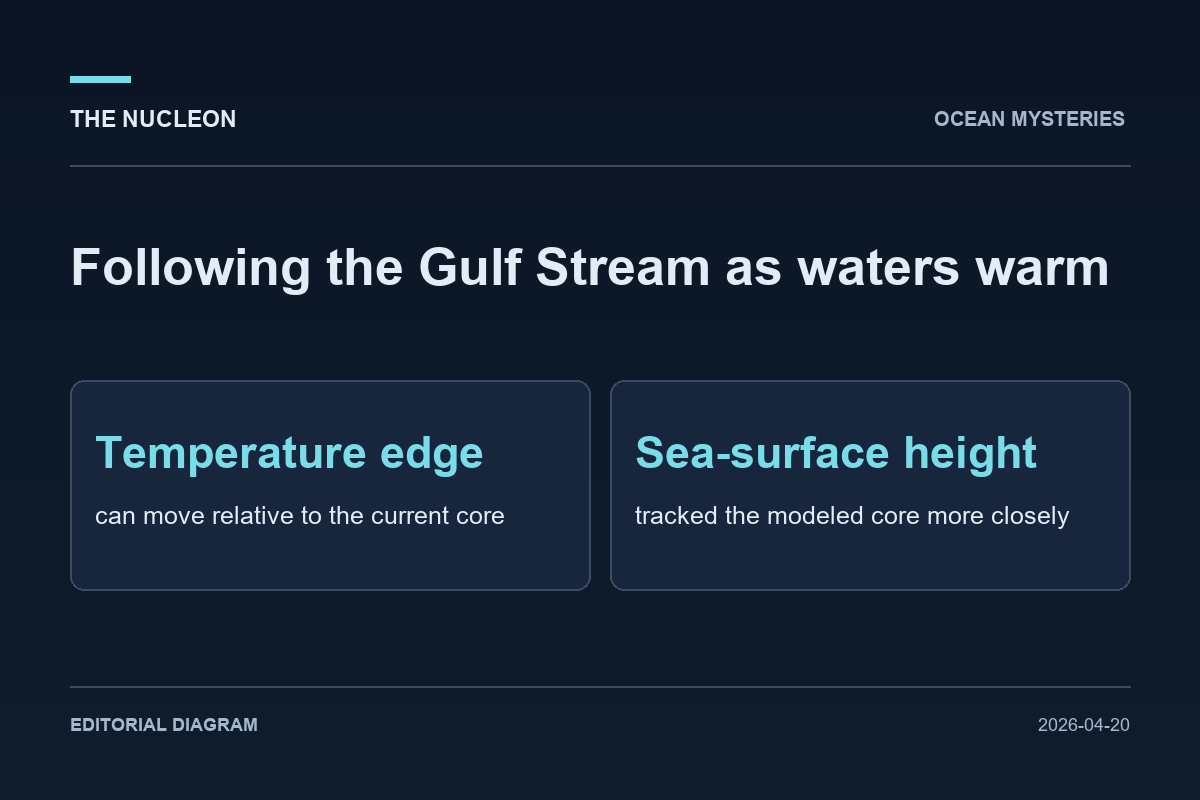 THE NUCLEON
OCEAN MYSTERIES
Following the Gulf Stream as waters warm
Temperature edge
can move relative to the current core
Sea-surface height
tracked the modeled core more closely
EDITORIAL DIAGRAM
2026-04-20